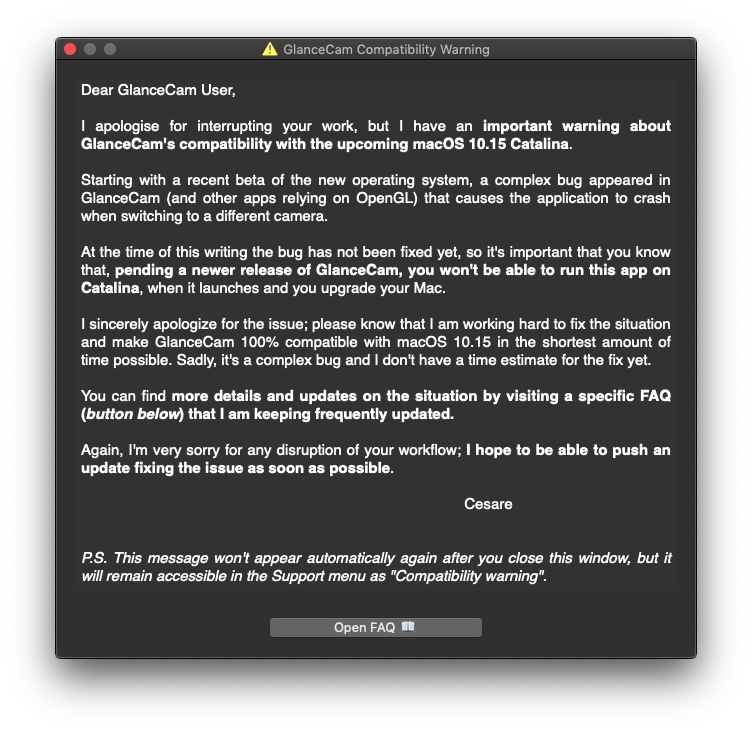 ⚠️ GlanceCam Compatibility Warning
Dear GlanceCam User,
I apologise for interrupting your work, but I have an important warning about
GlanceCam's compatibility with the upcoming macOS 10.15 Catalina.
Starting with a recent beta of the new operating system, a complex bug appeared in
GlanceCam (and other apps relying on OpenGL) that causes the application to crash
when switching to a different camera.
At the time of this writing the bug has not been fixed yet, so it's important that you know
that, pending a newer release of GlanceCam, you won't be able to run this app on
Catalina, when it launches and you upgrade your Mac.
I sincerely apologize for the issue; please know that I am working hard to fix the situation
and make GlanceCam 100% compatible with macOS 10.15 in the shortest amount of
time possible. Sadly, it's a complex bug and I don't have a time estimate for the fix yet.
You can find more details and updates on the situation by visiting a specific FAQ
(button below) that I am keeping frequently updated.
Again, I'm very sorry for any disruption of your workflow; I hope to be able to push an
update fixing the issue as soon as possible.
Cesare
P.S. This message won't appear automatically again after you close this window, but it
will remain accessible in the Support menu as "Compatibility warning".
Open FAQ 📖